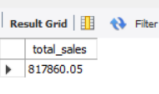 Result Grid Filter
total_sales
817860.05